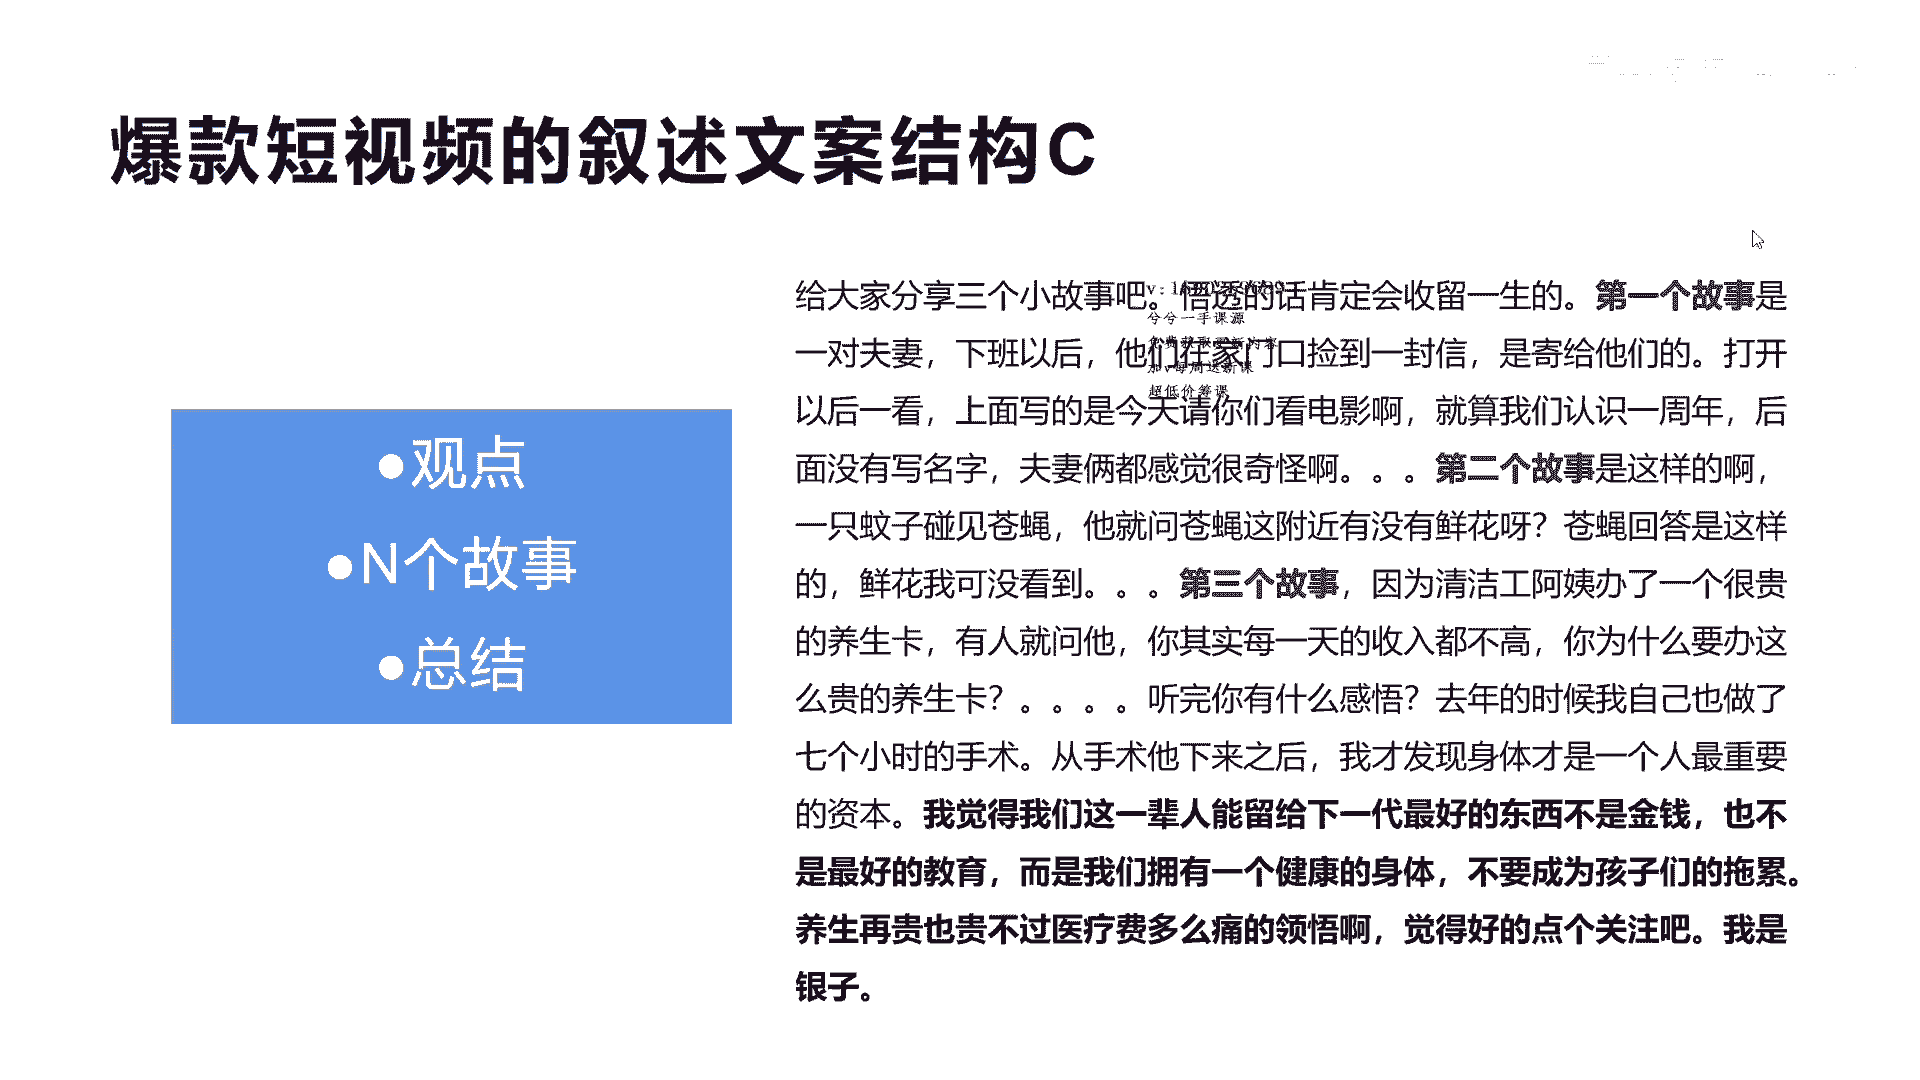 爆款短视频的叙述文案结构C
●观点
●N个故事
●总结
给大家分享三个小故事吧。悟透的话肯定会收留一生的。第一个故事是
一对夫妻，下班以后，他们在家门口捡到一封信，是寄给他们的。打开
以后一看，上面写的是今天请你们看电影啊，就算我们认识一周年，后
面没有写名字，夫妻俩都感觉很奇怪啊。。。第二个故事是这样的啊，
一只蚊子碰见苍蝇，他就问苍蝇这附近有没有鲜花呀？苍蝇回答是这样
的，鲜花我可没看到。。。第三个故事，因为清洁工阿姨办了一个很贵
的养生卡，有人就问他，你其实每一天的收入都不高，你为什么要办这
么贵的养生卡？。。。。听完你有什么感悟？去年的时候我自己也做了
七个小时的手术。从手术他下来之后，我才发现身体才是一个人最重要
的资本。我觉得我们这一辈人能留给下一代最好的东西不是金钱，也不
是最好的教育，而是我们拥有一个健康的身体，不要成为孩子们的拖累。
养生再贵也贵不过医疗费多么痛的领悟啊，觉得好的点个关注吧。我是
银子。
兮兮一手课源
超低价筹课